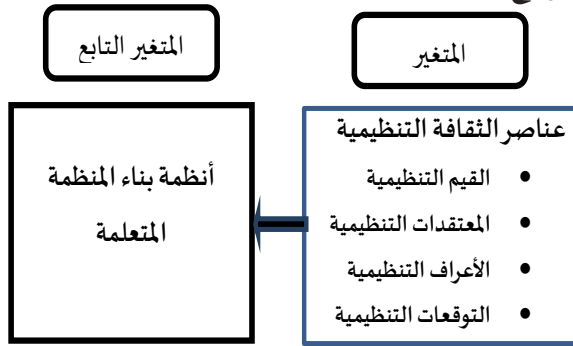 المتغير
المتغير التابع
عناصر الثقافة التنظيمية
• القيم التنظيمية
• المعتقدات التنظيمية
• الأعراف التنظيمية
• التوقعات التنظيمية
أنظمة بناء المنظمة
المتعلمة